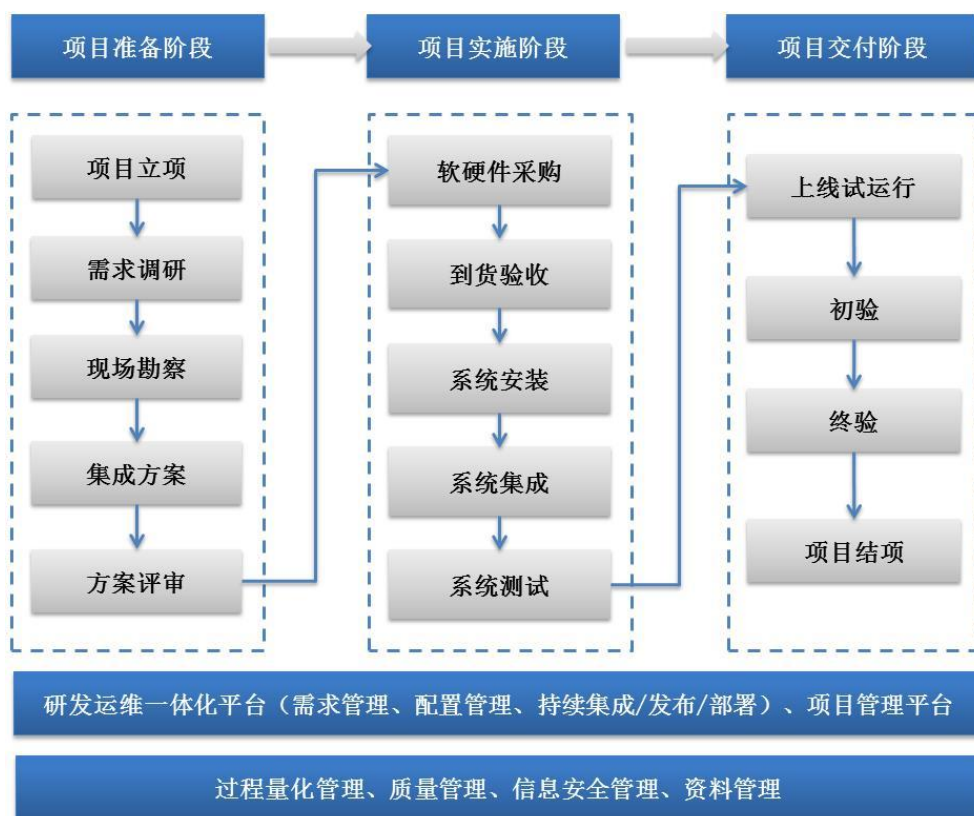 项目准备阶段
项目实施阶段
项目交付阶段
项目立项
需求调研
现场勘察
集成方案
方案评审
软硬件采购
到货验收
系统安装
系统集成
系统测试
上线试运行
初验
终验
项目结项
研发运维一体化平台（需求管理、配置管理、持续集成/发布/部署）、项目管理平台
过程量化管理、质量管理、信息安全管理、资料管理